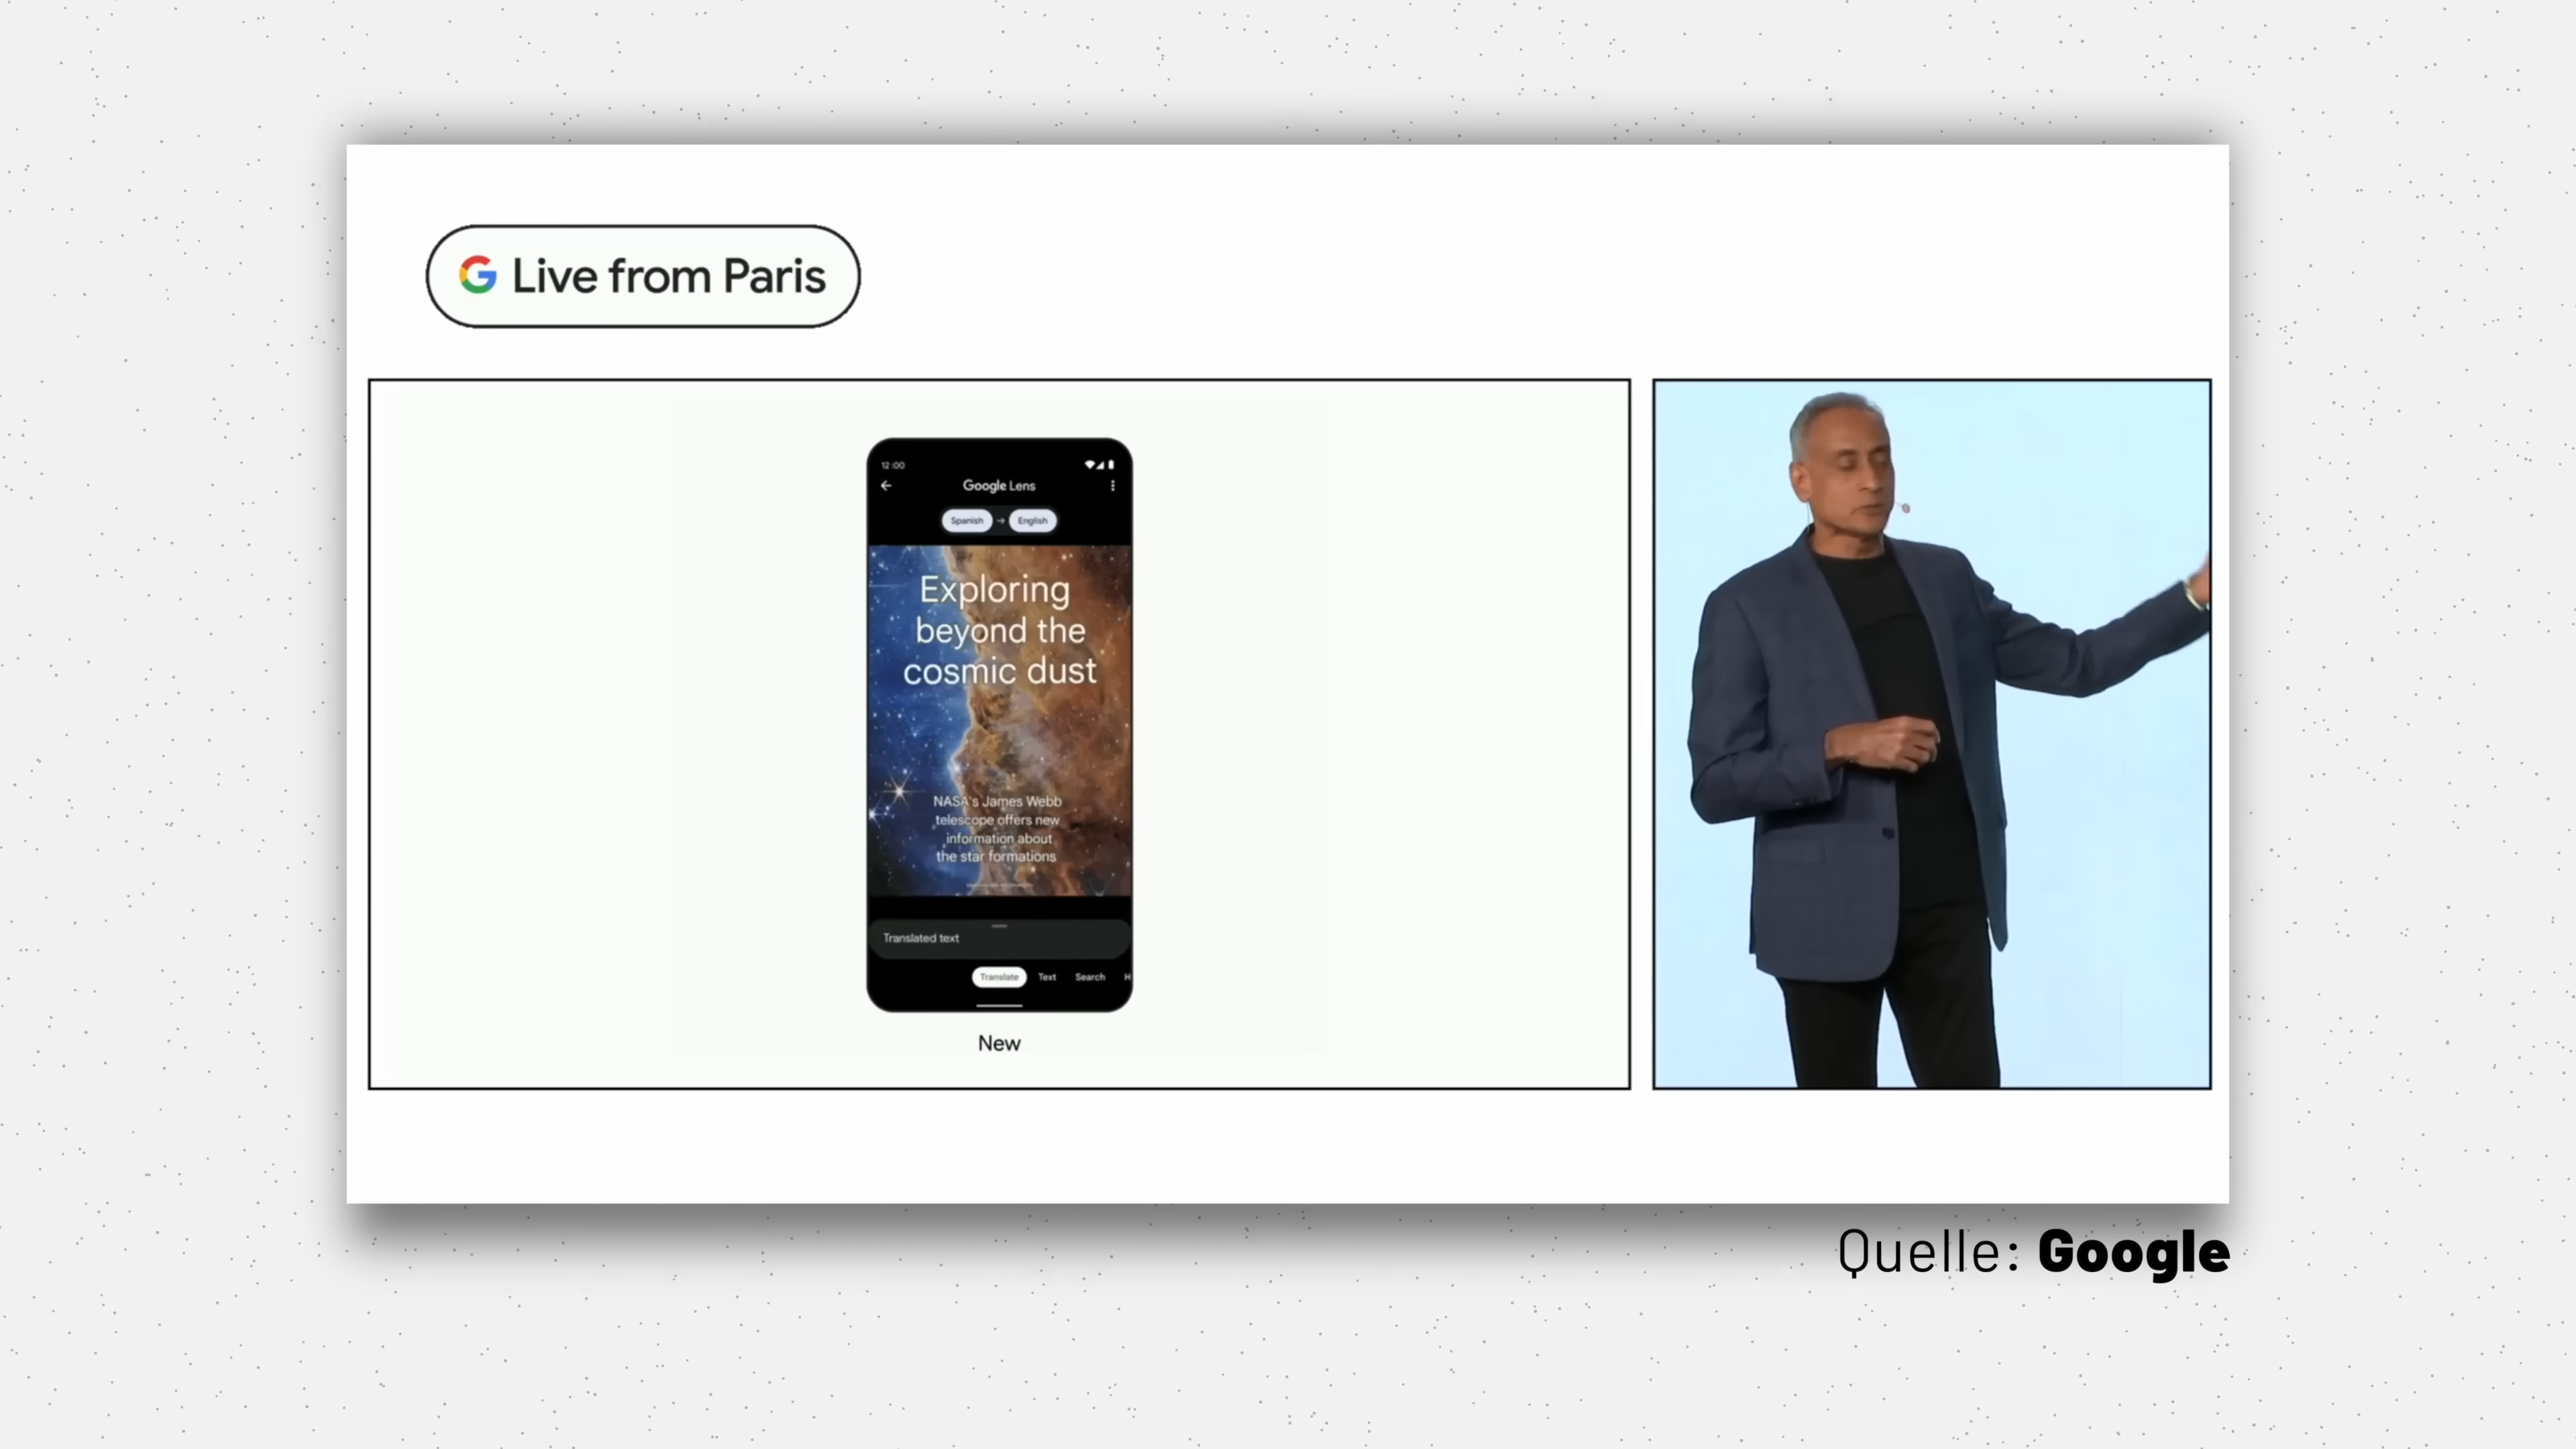 Live from Paris
12:00
Google Lens
Spanish → English
Exploring
beyond the
cosmic dust
NASA's James Webb
telescope offers new
information about
the star formations
Translated text
Translate Text Search H
New
Quelle: Google